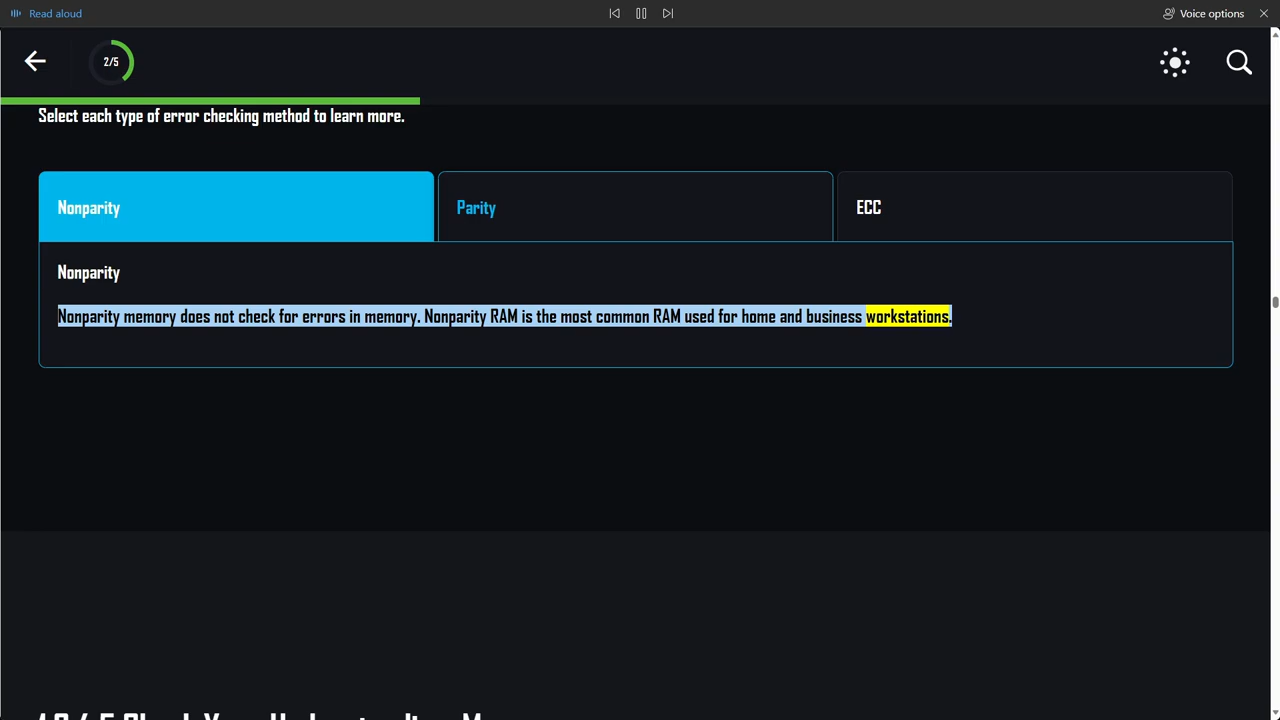 Read aloud
Voice options
2/5
Select each type of error checking method to learn more.
Nonparity
Parity
ECC
Nonparity
Nonparity memory does not check for errors in memory. Nonparity RAM is the most common RAM used for home and business workstations.